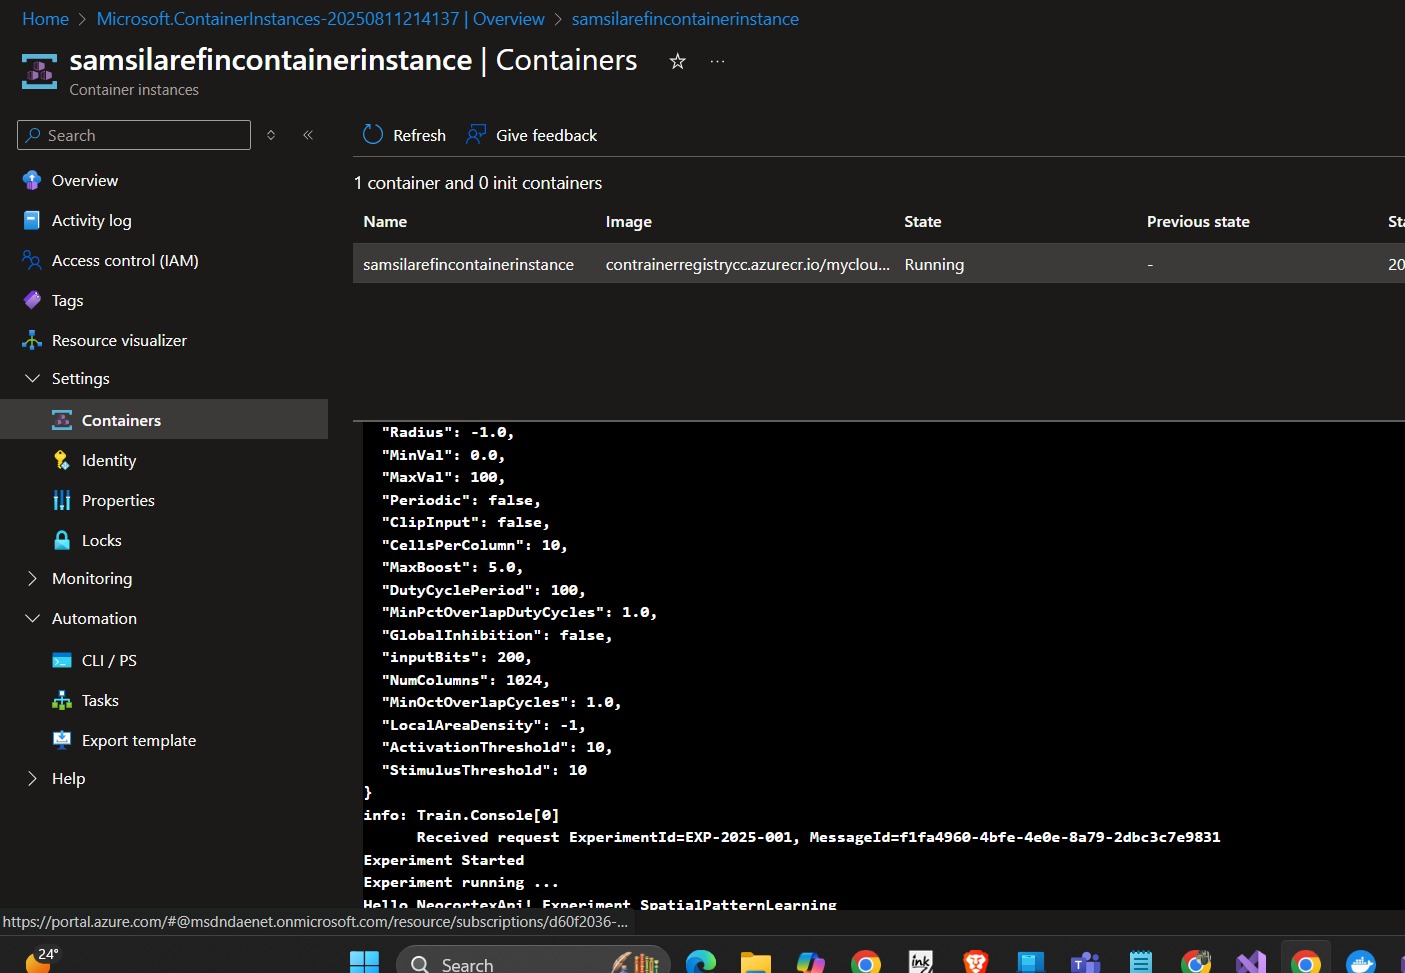 Home > Microsoft.ContainerInstances-20250811214137 | Overview > samsilarefincontainerinstance
samsilarefincontainerinstance | Containers
Container instances
Search
Refresh
Give feedback
Overview
Activity log
Access control (IAM)
Tags
Resource visualizer
Settings
Containers
Identity
Properties
Locks
Monitoring
Automation
CLI / PS
Tasks
Export template
Help
1 container and 0 init containers
Name Image State Previous state Sta
samsilarefincontainerinstance contrainerregistrycc.azurecr.io/myclou... Running - 20
"Radius": -1.0,
"MinVal": 0.0,
"MaxVal": 100,
"Periodic": false,
"ClipInput": false,
"CellsPerColumn": 10,
"MaxBoost": 5.0,
"DutyCyclePeriod": 100,
"MinPctOverlapDutyCycles": 1.0,
"GlobalInhibition": false,
"inputBits": 200,
"NumColumns": 1024,
"MinOctOverlapCycles": 1.0,
"LocalAreaDensity": -1,
"ActivationThreshold": 10,
"StimulusThreshold": 10
}
info: Train.Console[0]
Received request ExperimentId=EXP-2025-001, MessageId=f1fa4960-4bfe-4e0e-8a79-2dbc3c7e9831
Experiment Started
Experiment running ...
Hello NeocortexApi! Experiment SpatialPatternLearning
https://portal.azure.com/#@msdndaenet.onmicrosoft.com/resource/subscriptions/d60f2036-...
24°
Search
ink